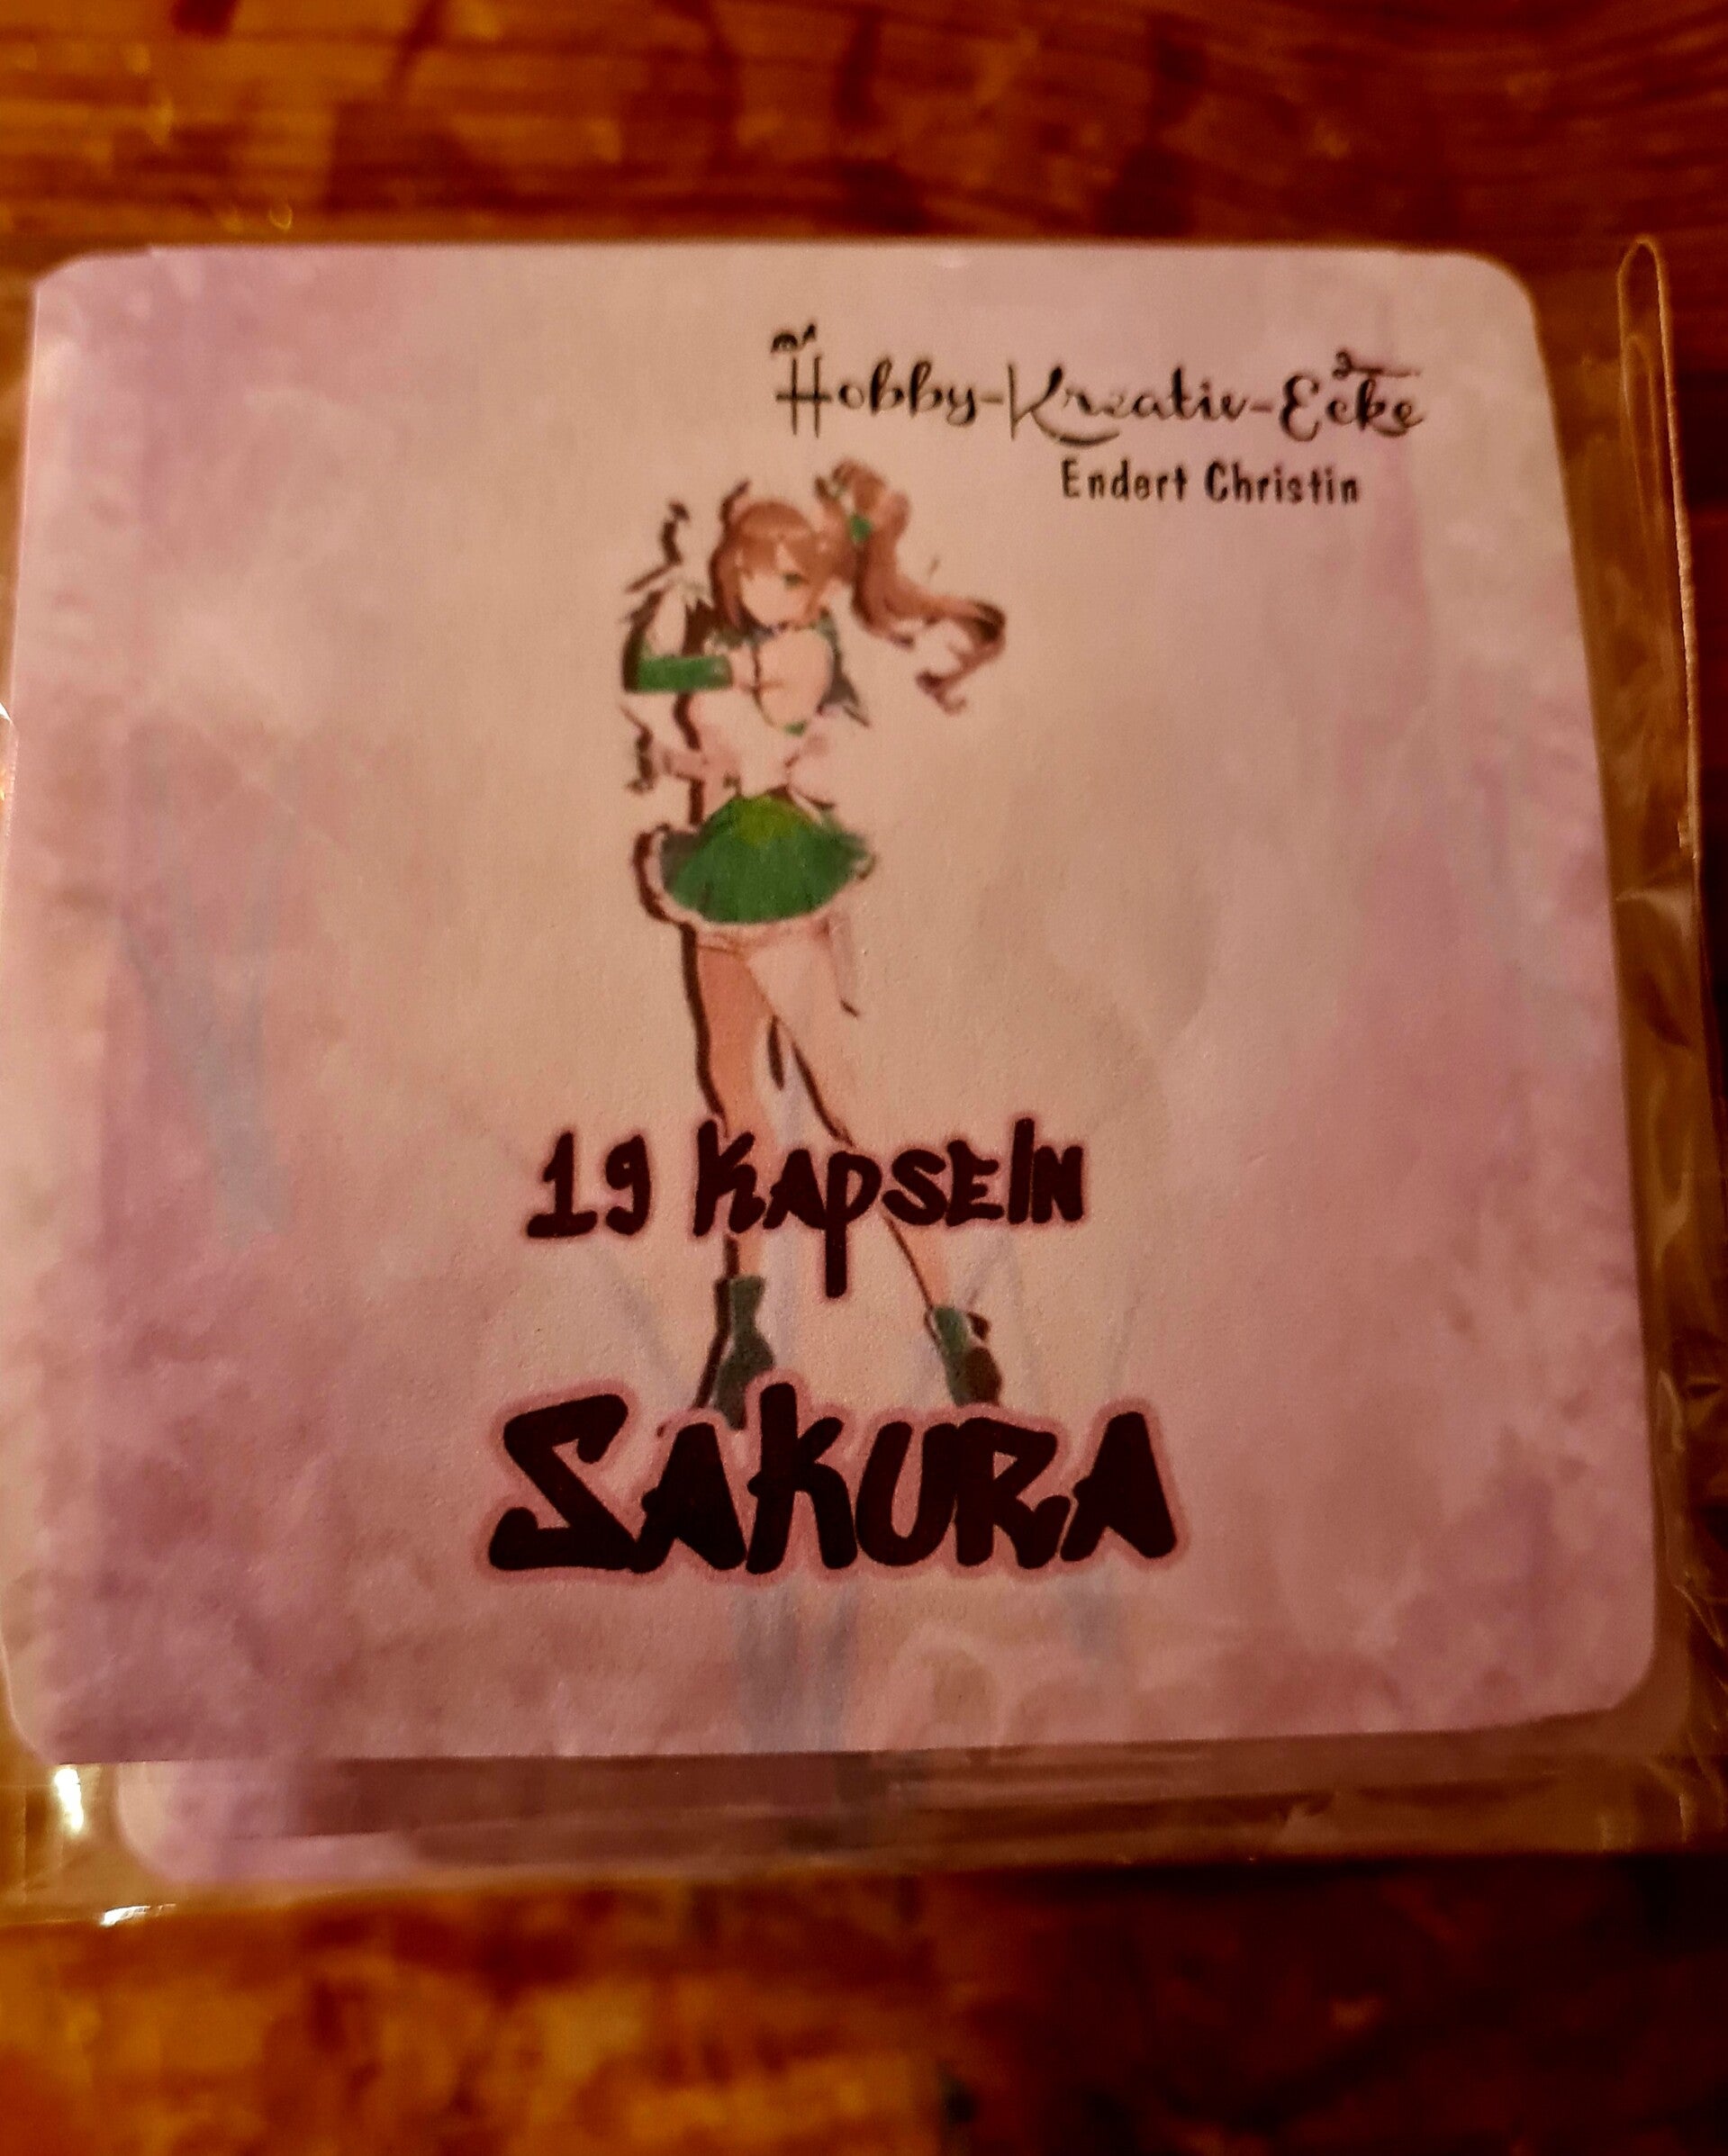 Hobby-Kreativ-Ecke
Endert Christin
19 Kapseln
SAKURA